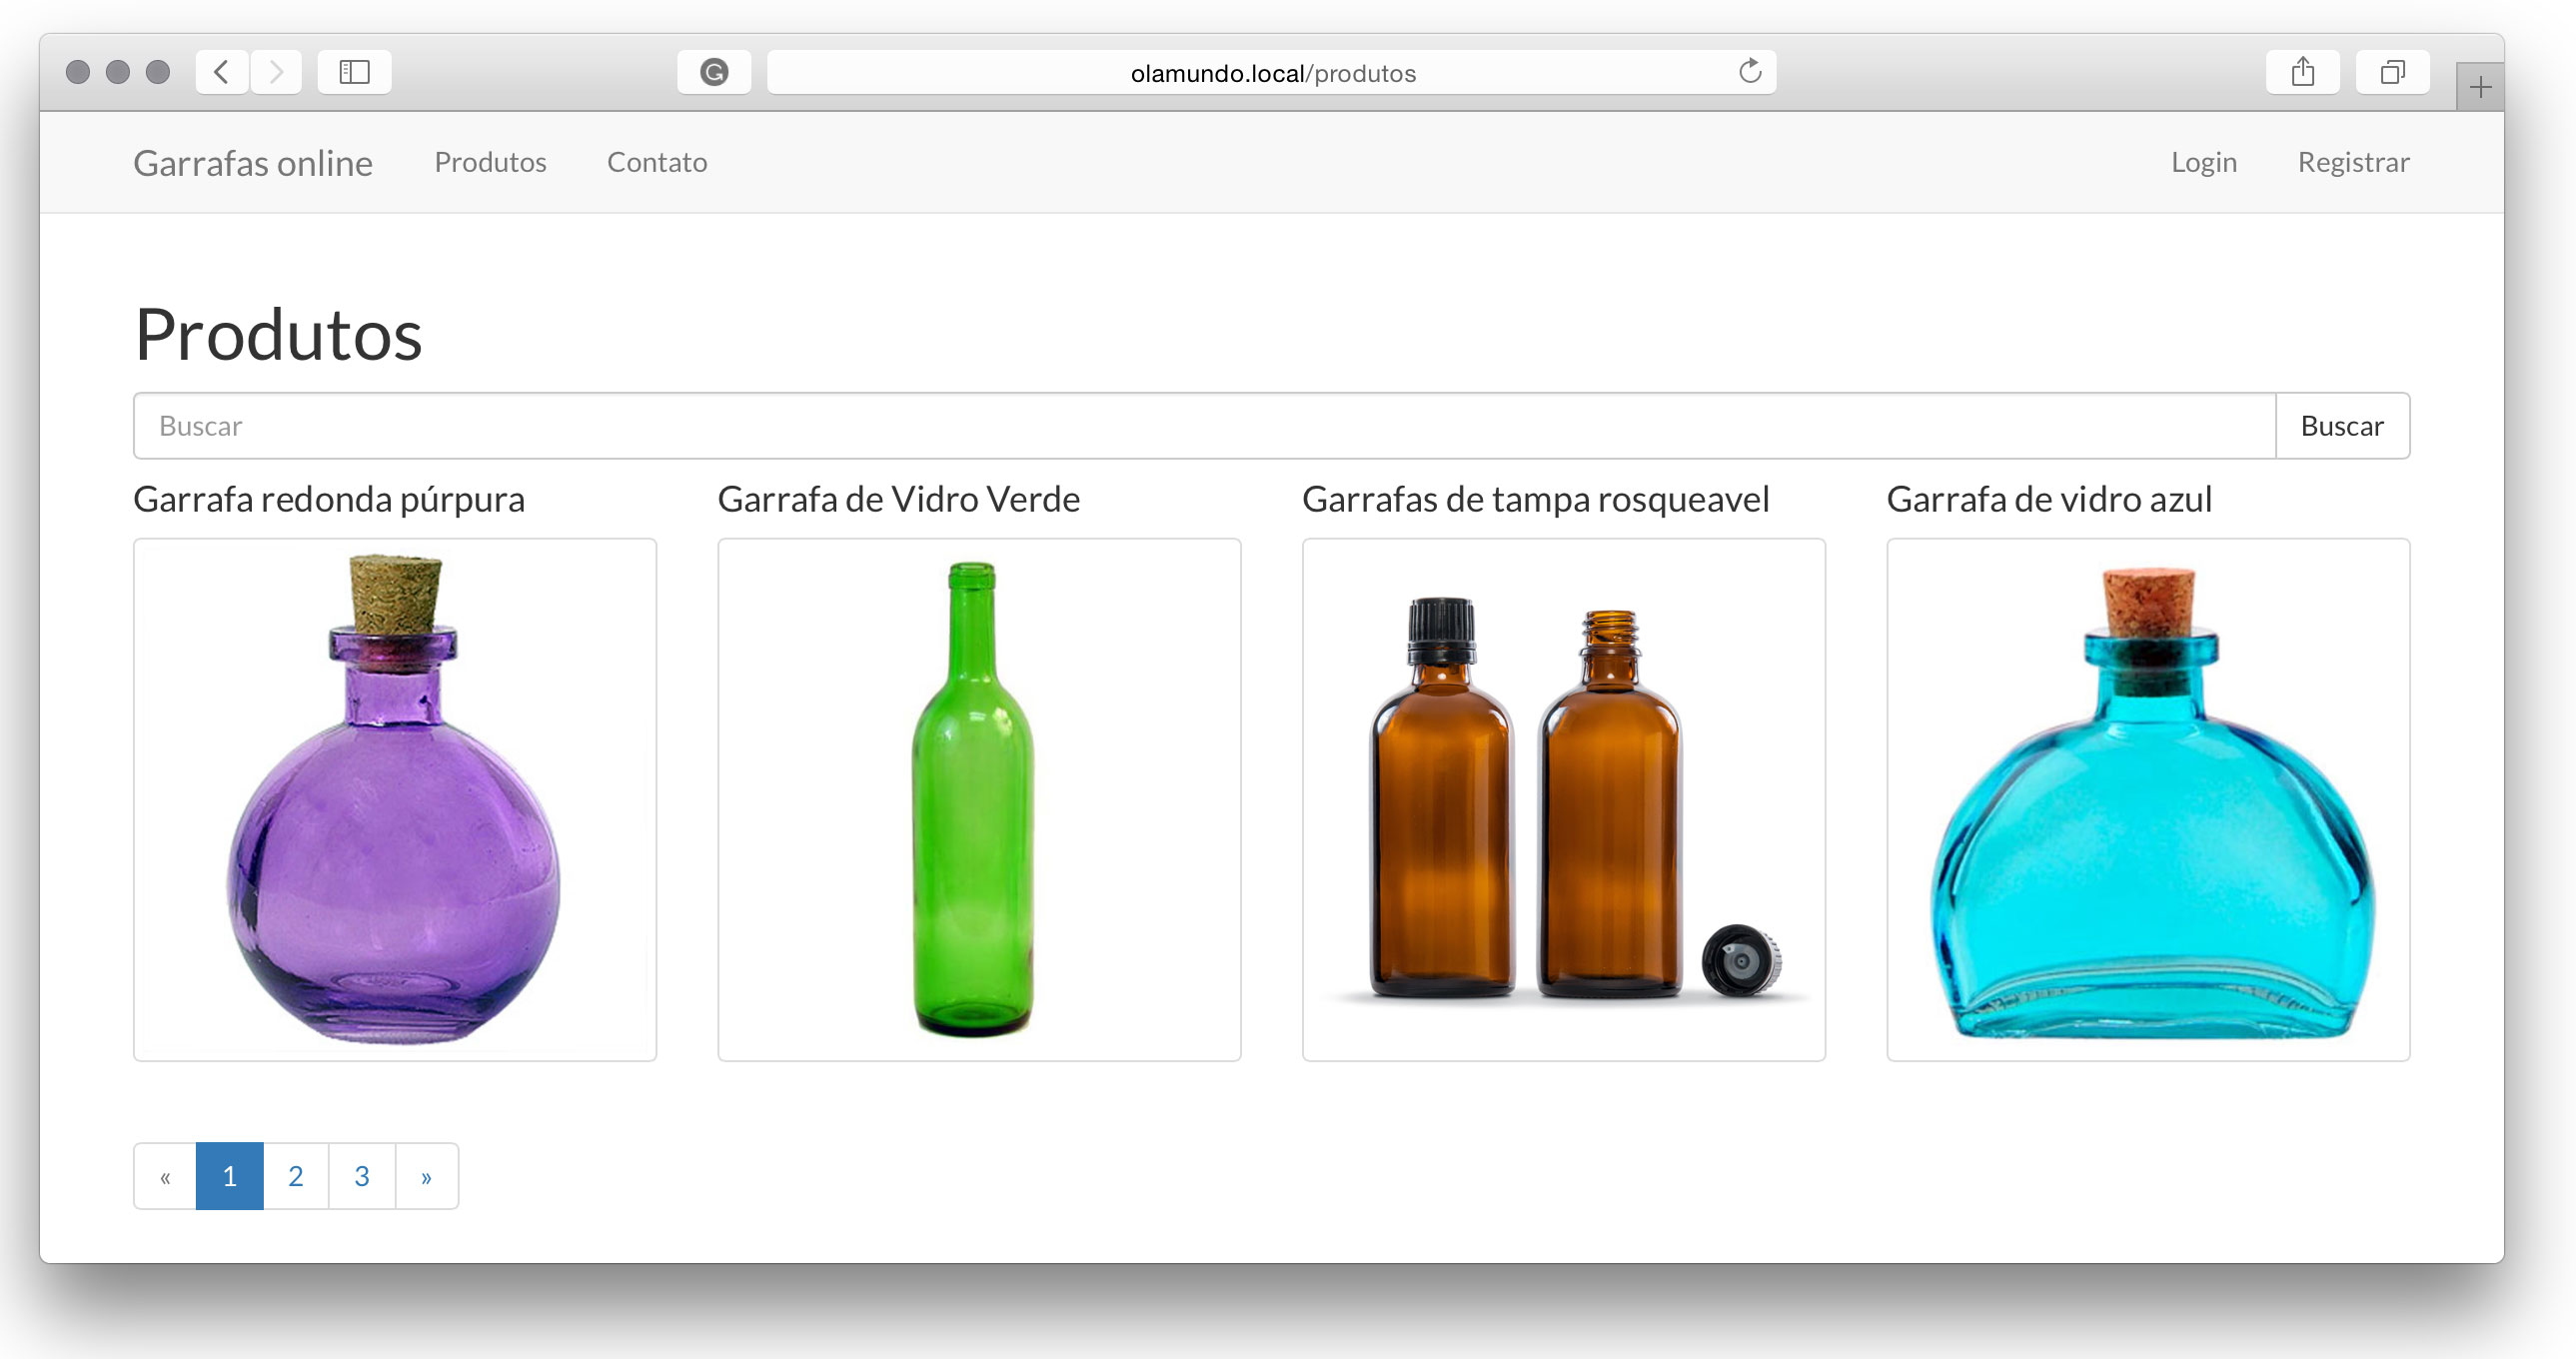 olamundo.local/produtos
Garrafas online Produtos Contato Login Registrar
Produtos
Buscar Buscar
Garrafa redonda púrpura Garrafa de Vidro Verde Garrafas de tampa rosqueavel Garrafa de vidro azul
« 1 2 3 »